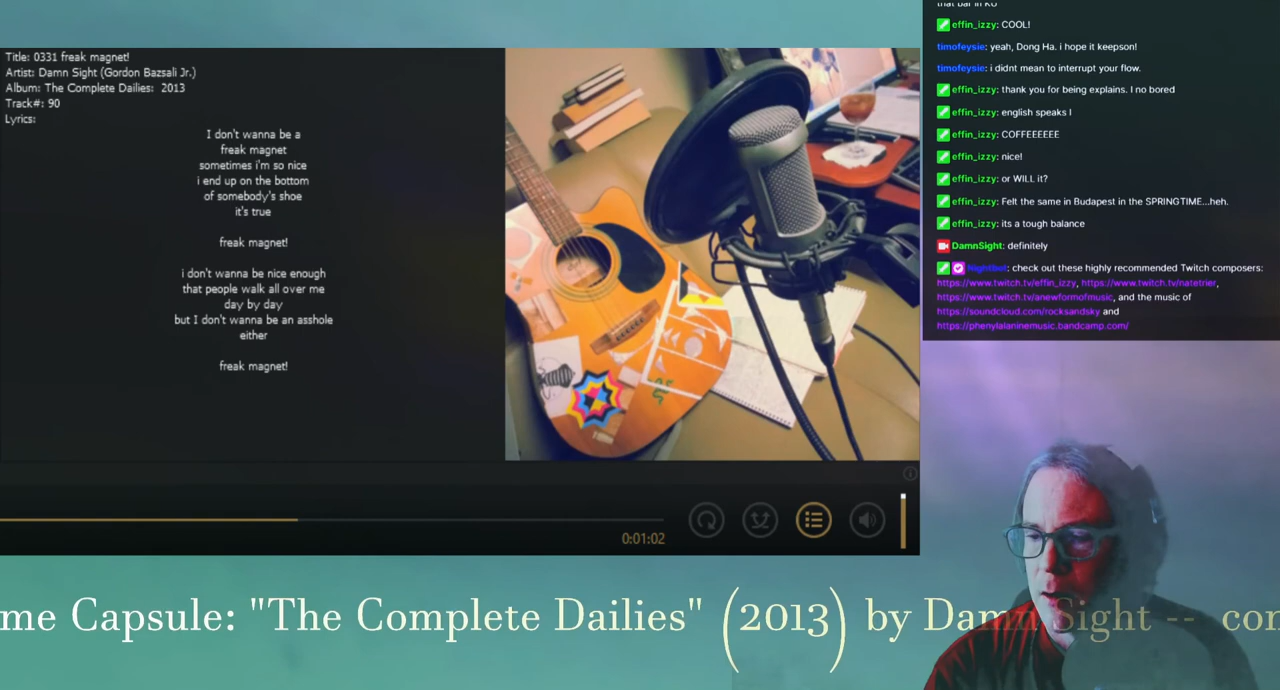 Title: 0331 freak magnet!
Artist: Damn Sight (Gordon Bazsali Jr.)
Album: The Complete Dailies:  2013
Track#: 90
Lyrics:
I don't wanna be a
freak magnet
sometimes i'm so nice
i end up on the bottom
of somebody's shoe
it's true
freak magnet!
i don't wanna be nice enough
that people walk all over me
day by day
but I don't wanna be an asshole
either
freak magnet!
0:01:02
me Capsule: "The Complete Dailies" (2013) by Damn Sight -- con
that bar in KO
effin_izzy: COOL!
timofeysie: yeah, Dong Ha. i hope it keepson!
timofeysie: i didnt mean to interrupt your flow.
effin_izzy: thank you for being explains. I no bored
effin_izzy: english speaks I
effin_izzy: COFFEEEEEE
effin_izzy: nice!
effin_izzy: or WILL it?
effin_izzy: Felt the same in Budapest in the SPRINGTIME...heh.
effin_izzy: its a tough balance
DamnSight: definitely
Nightbot: check out these highly recommended Twitch composers:
https://www.twitch.tv/effin_izzy, https://www.twitch.tv/natetrier,
https://www.twitch.tv/anewformofmusic, and the music of
https://soundcloud.com/rocksandsky and
https://phenylalaninemusic.bandcamp.com/